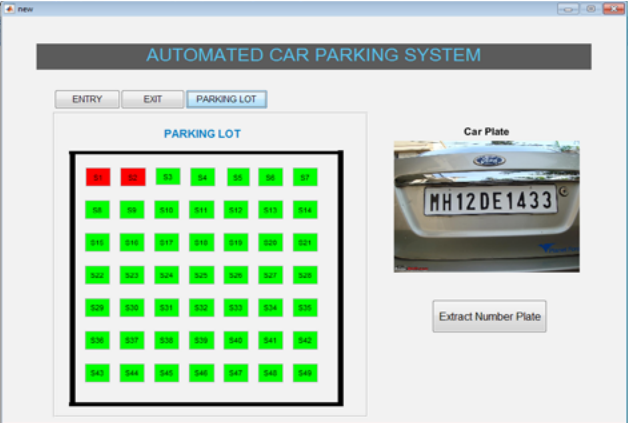 new
AUTOMATED CAR PARKING SYSTEM
ENTRY EXIT PARKING LOT
PARKING LOT
Car Plate
S1 S2 S3 S4 S5 S6 S7
S8 S9 S10 S11 S12 S13 S14
S15 S16 S17 S18 S19 S20 S21
S22 S23 S24 S25 S26 S27 S28
S29 S30 S31 S32 S33 S34 S35
S36 S37 S38 S39 S40 S41 S42
S43 S44 S45 S46 S47 S48 S49
Ford
MH12DE1433
Extract Number Plate